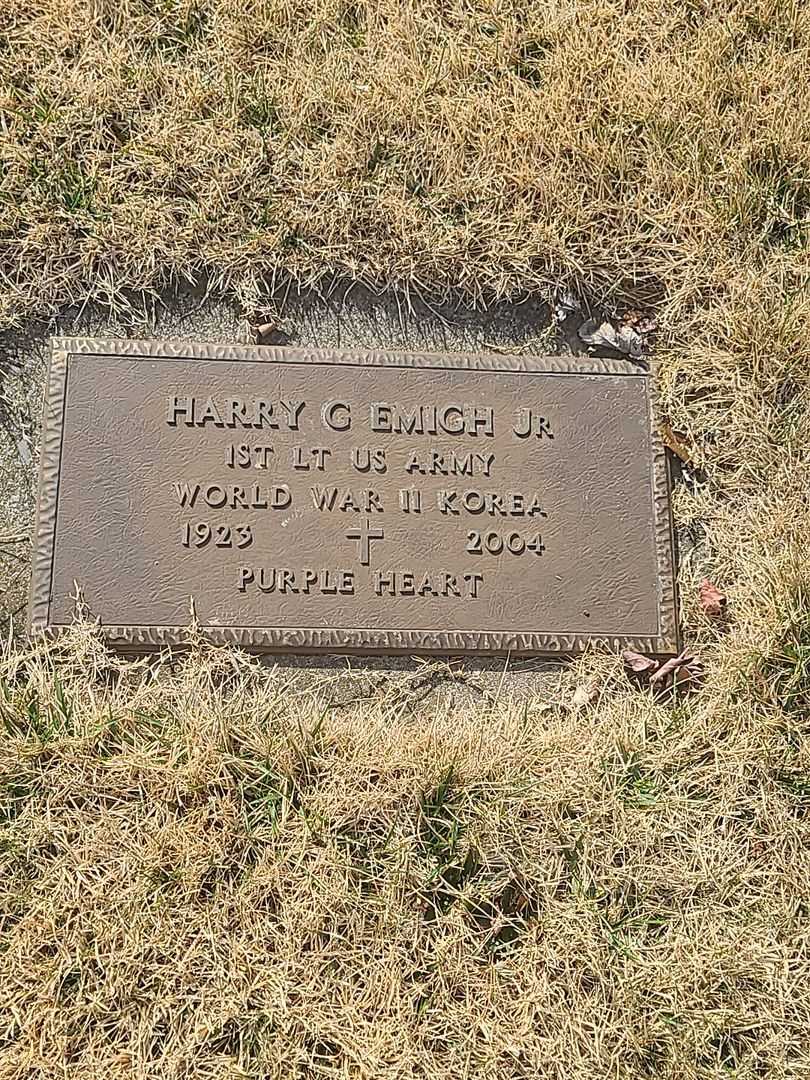 HARRY G EMIGH JR
1ST LT US ARMY
WORLD WAR II KOREA
1923 2004
PURPLE HEART